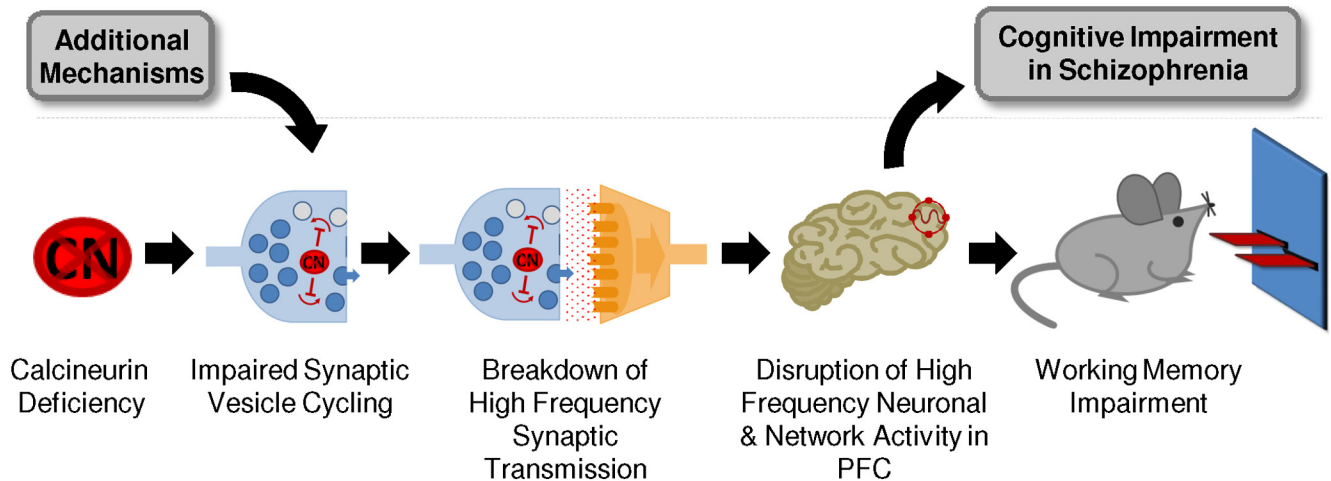 Additional
Mechanisms
Cognitive Impairment
in Schizophrenia
CN
CN
CN
Calcineurin
Deficiency
Impaired Synaptic
Vesicle Cycling
Breakdown of
High Frequency
Synaptic
Transmission
Disruption of High
Frequency Neuronal
& Network Activity in
PFC
Working Memory
Impairment